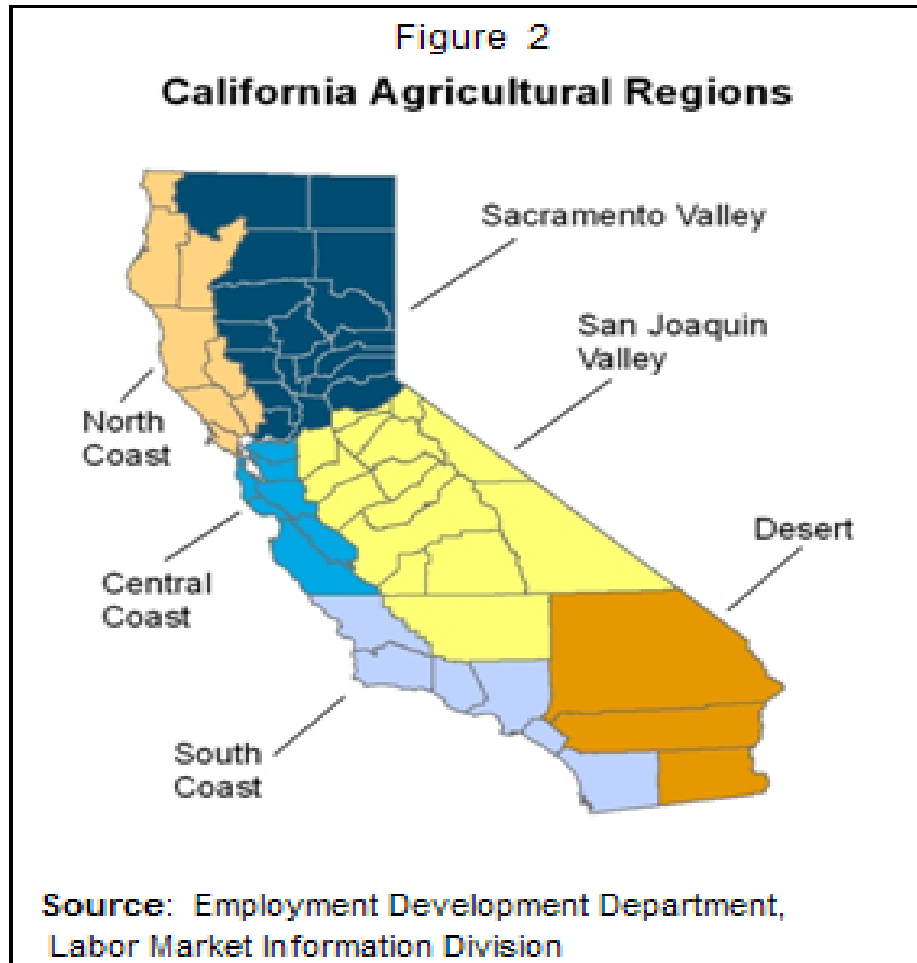 Figure 2
California Agricultural Regions
Sacramento Valley
San Joaquin
Valley
North
Coast
Desert
Central
Coast
South
Coast
Source: Employment Development Department,
Labor Market Information Division